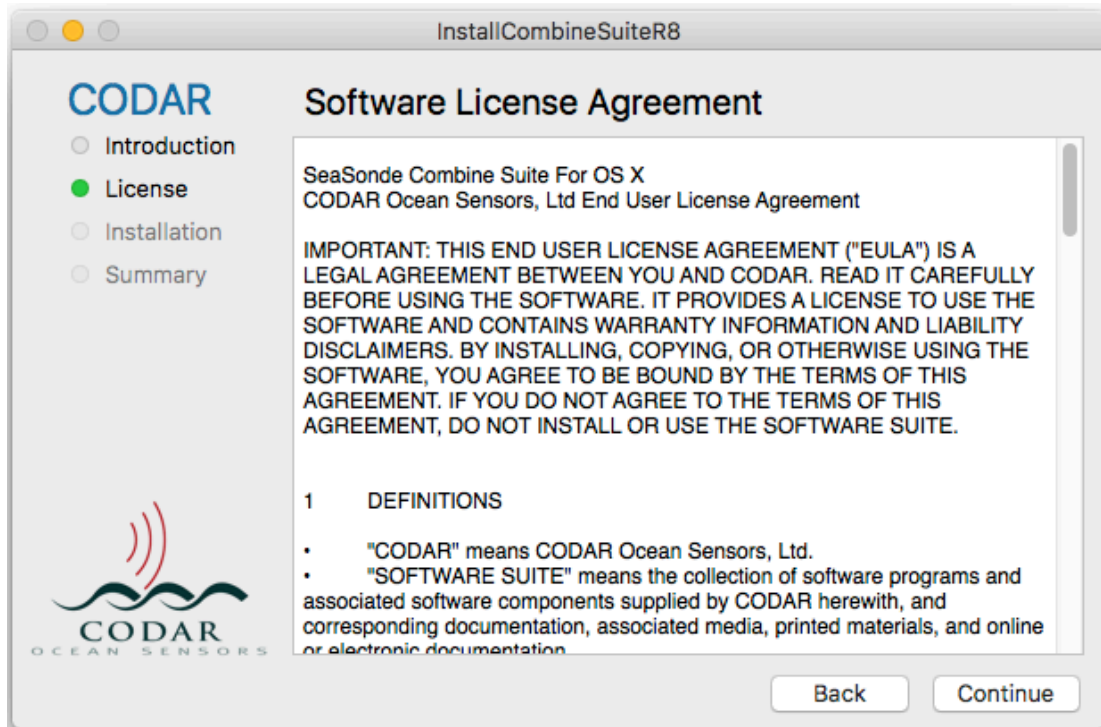 InstallCombineSuiteR8
CODAR
Introduction
License
Installation
Summary
Software License Agreement
SeaSonde Combine Suite For OS X
CODAR Ocean Sensors, Ltd End User License Agreement
IMPORTANT: THIS END USER LICENSE AGREEMENT ("EULA") IS A
LEGAL AGREEMENT BETWEEN YOU AND CODAR. READ IT CAREFULLY
BEFORE USING THE SOFTWARE. IT PROVIDES A LICENSE TO USE THE
SOFTWARE AND CONTAINS WARRANTY INFORMATION AND LIABILITY
DISCLAIMERS. BY INSTALLING, COPYING, OR OTHERWISE USING THE
SOFTWARE, YOU AGREE TO BE BOUND BY THE TERMS OF THIS
AGREEMENT. IF YOU DO NOT AGREE TO THE TERMS OF THIS
AGREEMENT, DO NOT INSTALL OR USE THE SOFTWARE SUITE.
1 DEFINITIONS
• "CODAR" means CODAR Ocean Sensors, Ltd.
• "SOFTWARE SUITE" means the collection of software programs and
associated software components supplied by CODAR herewith, and
corresponding documentation, associated media, printed materials, and online
or electronic documentation
CODAR
OCEAN SENSORS
Back
Continue